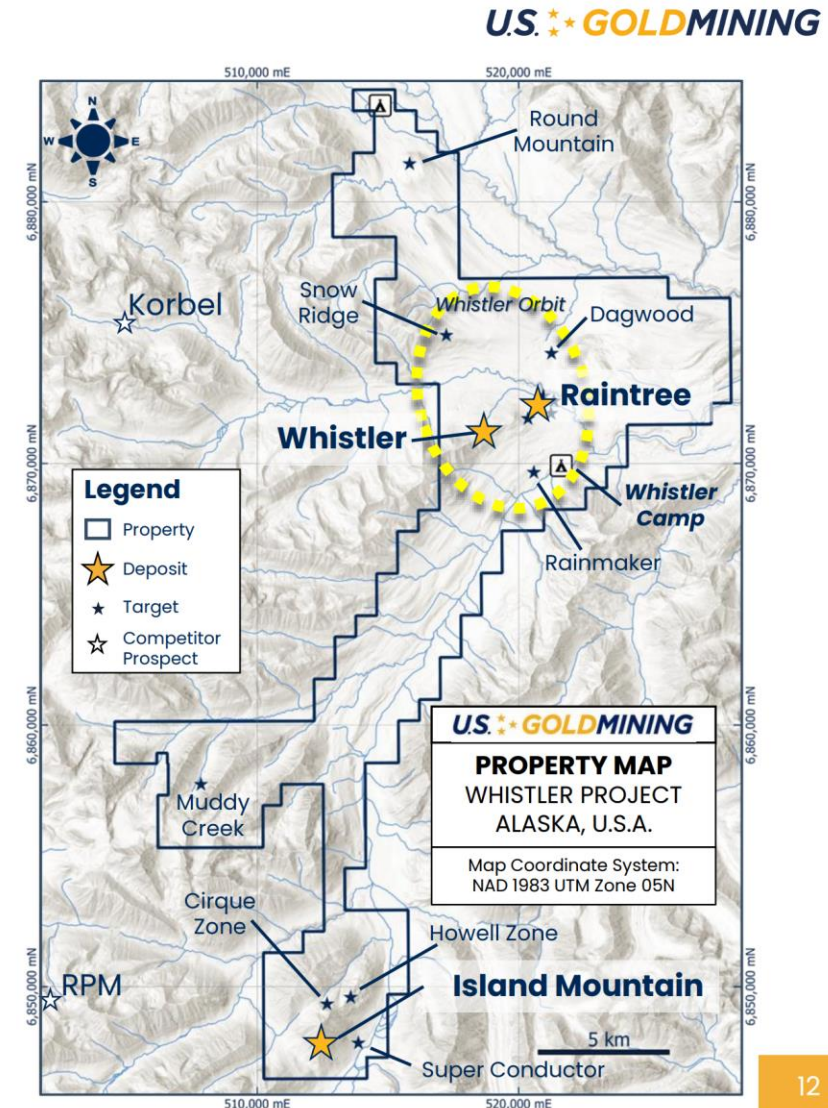 U.S. GOLDMINING
510,000 mE
520,000 mE
N
W
E
S
Round
Mountain
6,880,000 mN
6,880,000 mN
Korbel
Snow
Ridge
Whistler Orbit
Dagwood
Raintree
Whistler
6,870,000 mN
6,870,000 mN
Whistler
Camp
Rainmaker
Legend
Property
Deposit
Target
Competitor
Prospect
6,860,000 mN
6,860,000 mN
U.S. GOLDMINING
PROPERTY MAP
WHISTLER PROJECT
ALASKA, U.S.A.
Map Coordinate System:
NAD 1983 UTM Zone 05N
Muddy
Creek
Cirque
Zone
Howell Zone
RPM
Island Mountain
6,850,000 mN
6,850,000 mN
5 km
Super Conductor
510,000 mE
520,000 mE
12